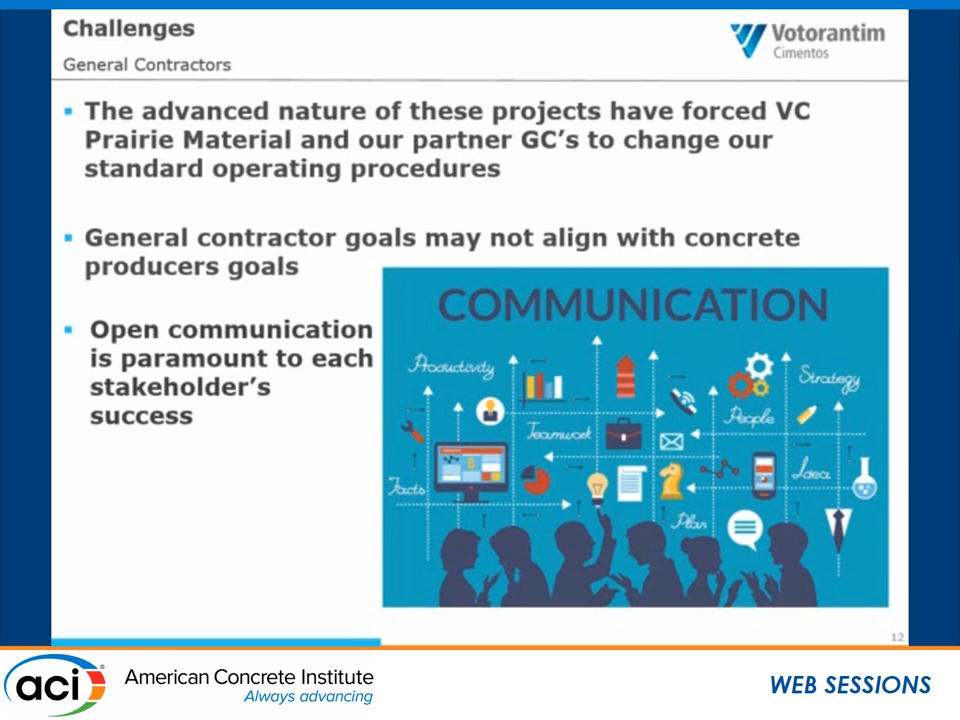 Challenges
Votorantim
Cimentos
General Contractors
▪ The advanced nature of these projects have forced VC
Prairie Material and our partner GC's to change our
standard operating procedures
▪ General contractor goals may not align with concrete
producers goals
▪ Open communication
is paramount to each
stakeholder's
success
COMMUNICATION
Productivity
Strategy
People
Teamwork
Idea
Facts
Plan
12
aci®
American Concrete Institute
Always advancing
WEB SESSIONS